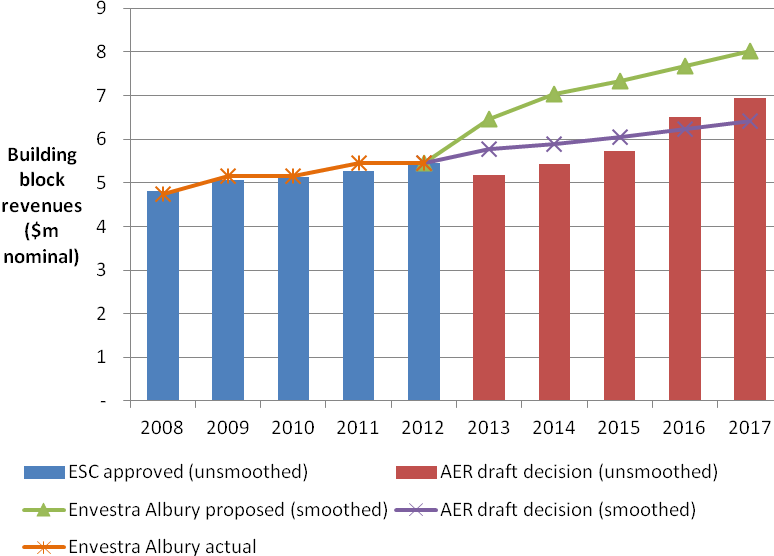 9
8
7
6
5
4
3
2
1
-
Building
block
revenues
($m
nominal)
2008 2009 2010 2011 2012 2013 2014 2015 2016 2017
ESC approved (unsmoothed) AER draft decision (unsmoothed)
Envestra Albury proposed (smoothed) AER draft decision (smoothed)
Envestra Albury actual